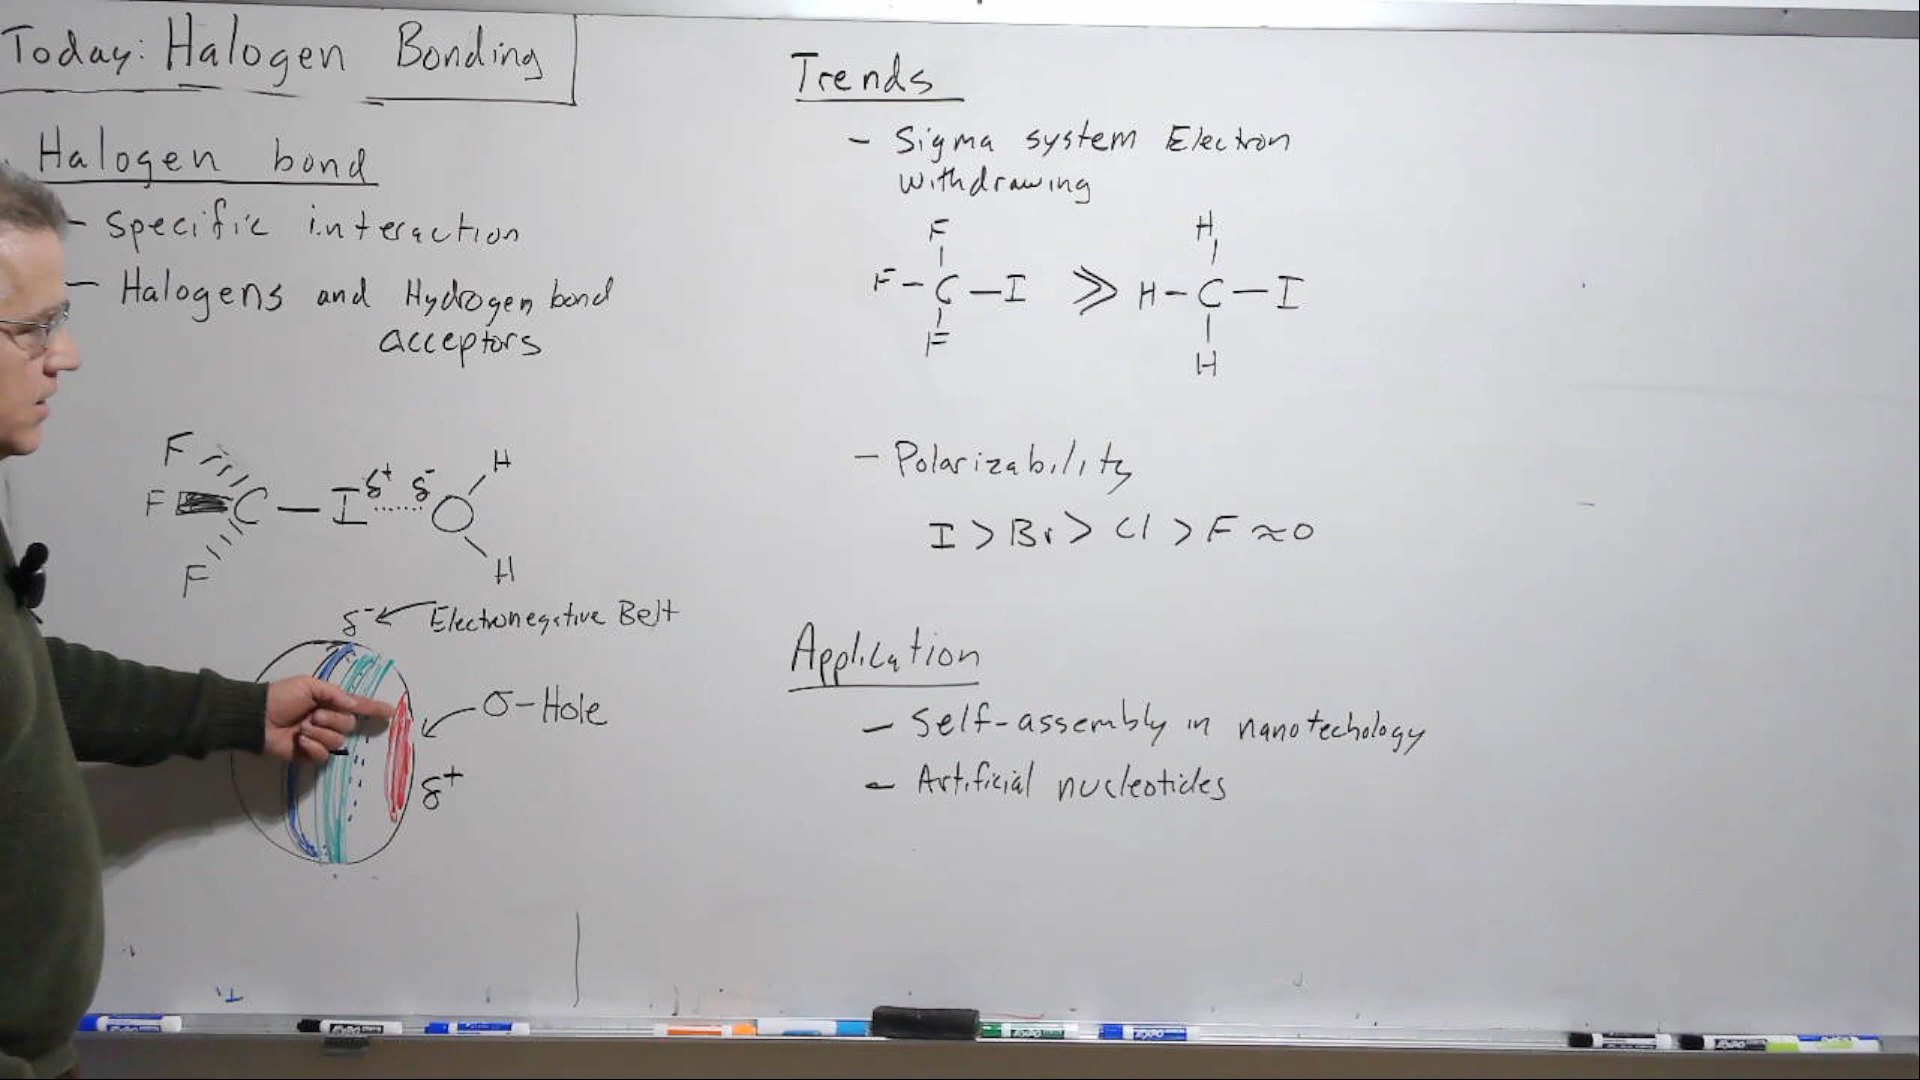 Today: Halogen Bonding
Halogen bond
- Specific interaction
- Halogens and Hydrogen bond
acceptors
F
F C - I δ+ δ- O H
F H
δ- Electronegative Belt
σ-Hole
δ+
Trends
- Sigma system Electron
withdrawing
F
F - C - I
F
≫
H
H - C - I
H
- Polarizability
I > Br > Cl > F ≈ 0
Application
- Self-assembly in nanotechology
- Artificial nucleotides